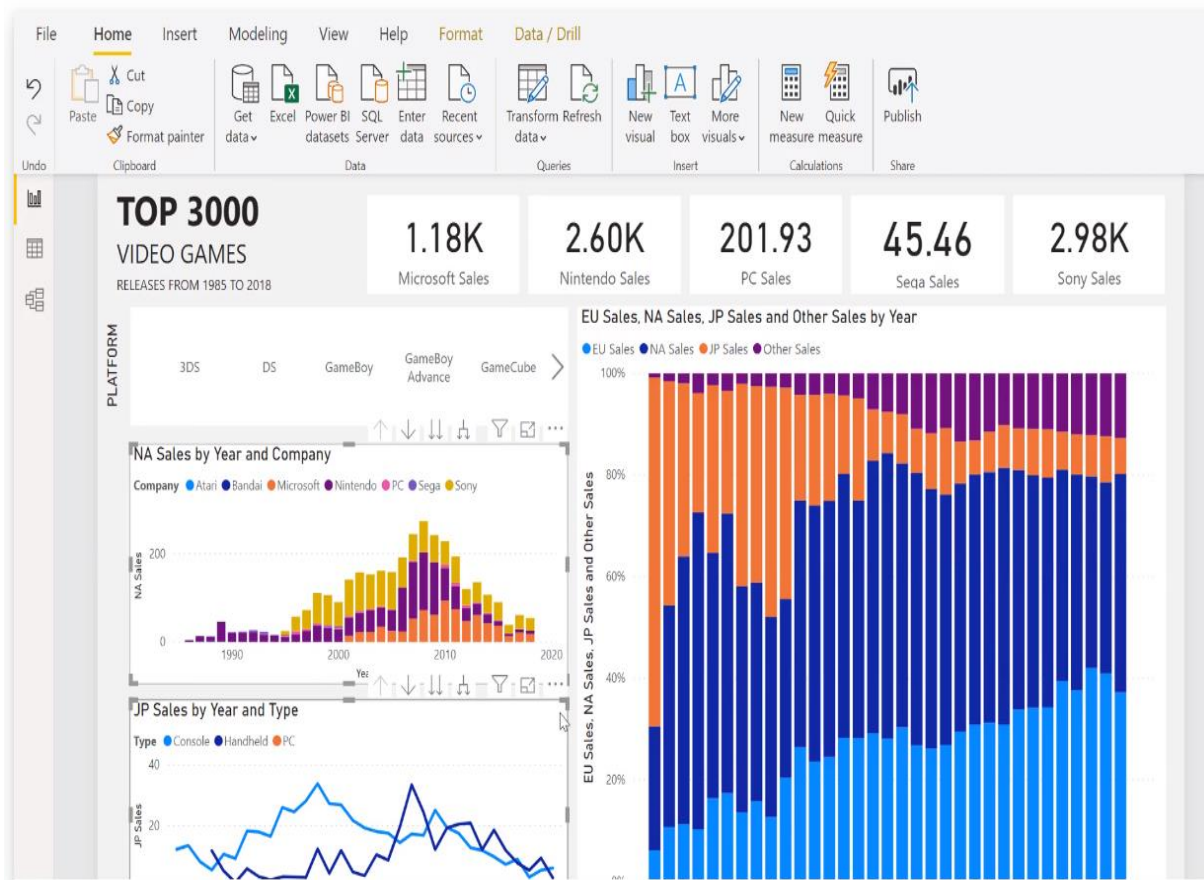 File Home Insert Modeling View Help Format Data / Drill
Cut
Copy
Format painter
Paste
Get data
Excel
Power BI datasets
SQL Server
Enter data
Recent sources
Transform data
Refresh
New visual
Text box
More visuals
New measure
Quick measure
Publish
Undo Clipboard Data Queries Insert Calculations Share
TOP 3000
VIDEO GAMES
RELEASES FROM 1985 TO 2018
1.18K
Microsoft Sales
2.60K
Nintendo Sales
201.93
PC Sales
45.46
Sega Sales
2.98K
Sony Sales
PLATFORM
3DS DS GameBoy GameBoy Advance GameCube
NA Sales by Year and Company
Company Atari Bandai Microsoft Nintendo PC Sega Sony
NA Sales
200
0
1990 2000 2010 2020
JP Sales by Year and Type
Type Console Handheld PC
JP Sales
40
20
EU Sales, NA Sales, JP Sales and Other Sales by Year
EU Sales NA Sales JP Sales Other Sales
EU Sales, NA Sales, JP Sales and Other Sales
100%
80%
60%
40%
20%
0%